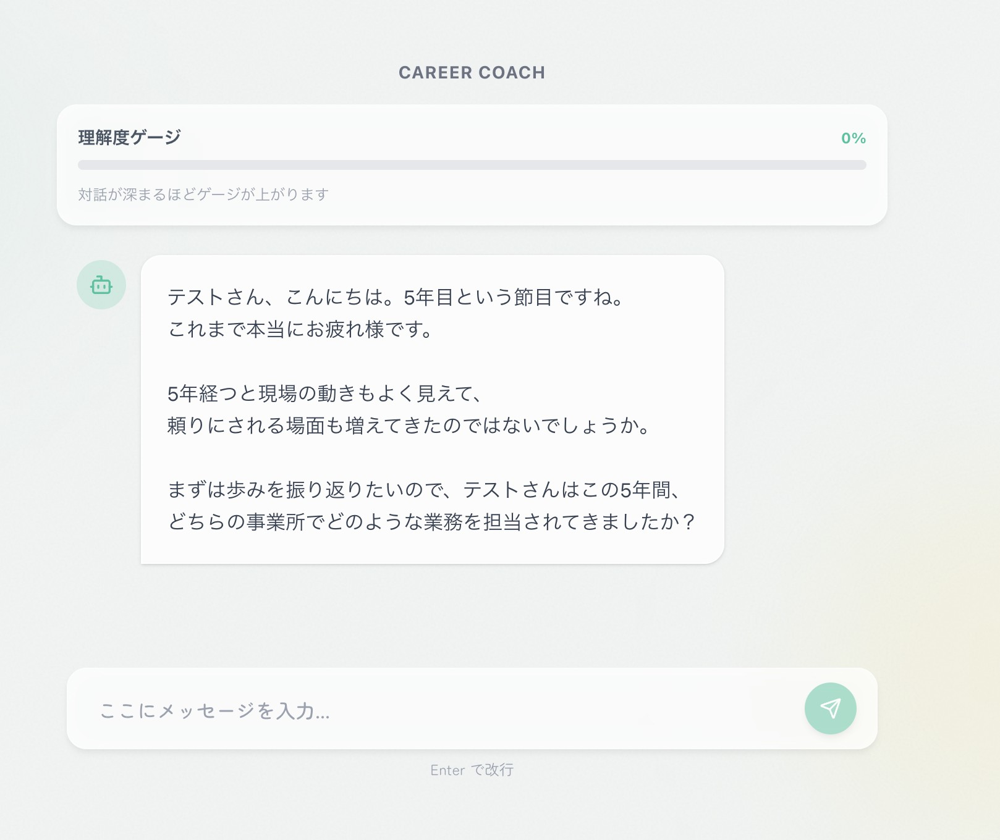 CAREER COACH
理解度ゲージ
0%
対話が深まるほどゲージが上がります
テストさん、こんにちは。5年目という節目ですね。
これまで本当にお疲れ様です。
5年経つと現場の動きもよく見えて、
頼りにされる場面も増えてきたのではないでしょうか。
まずは歩みを振り返りたいので、テストさんはこの5年間、
どちらの事業所でどのような業務を担当されてきましたか？
ここにメッセージを入力...
Enter で改行